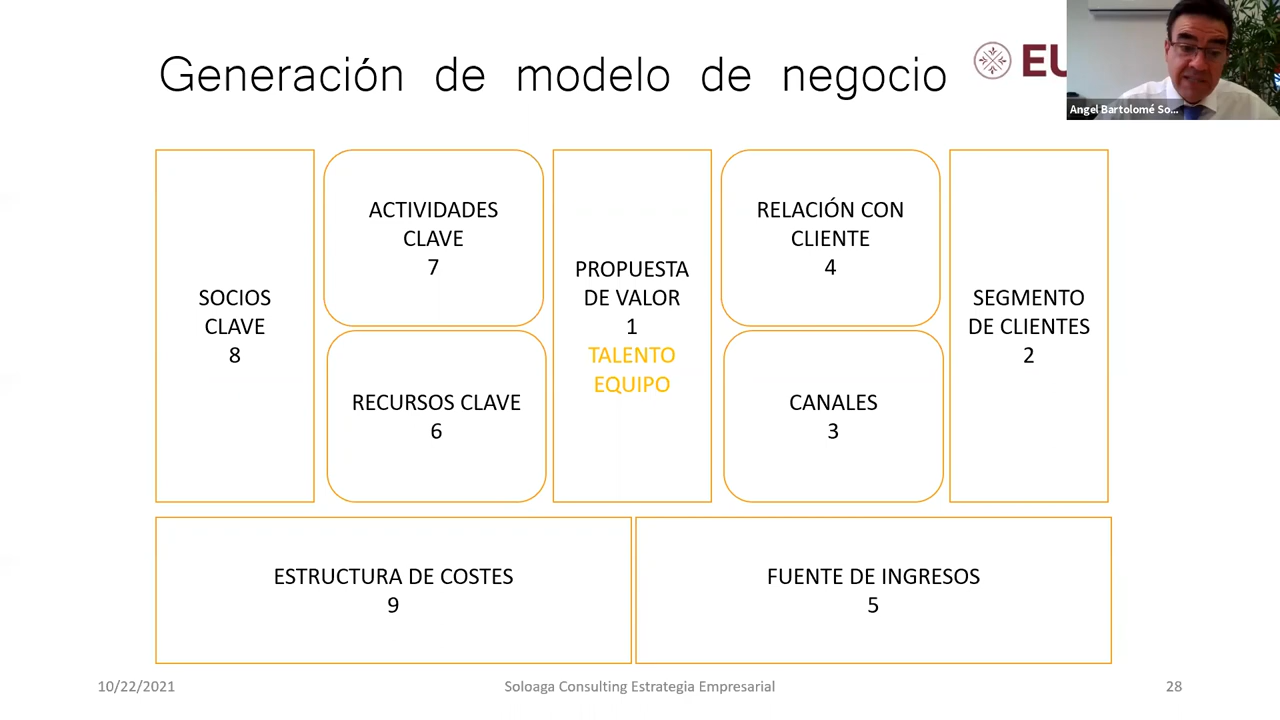 Generación de modelo de negocio
EU
Angel Bartolomé So...
SOCIOS
CLAVE
8
ACTIVIDADES
CLAVE
7
RECURSOS CLAVE
6
PROPUESTA
DE VALOR
1
TALENTO
EQUIPO
RELACIÓN CON
CLIENTE
4
CANALES
3
SEGMENTO
DE CLIENTES
2
ESTRUCTURA DE COSTES
9
FUENTE DE INGRESOS
5
10/22/2021
Soloaga Consulting Estrategia Empresarial
28